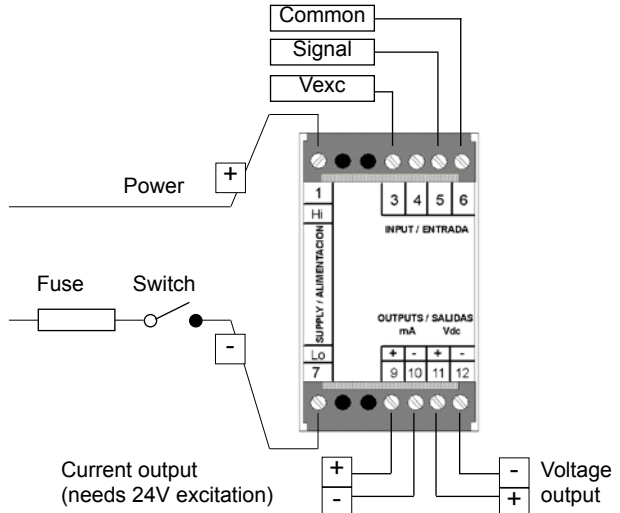 Common
Signal
Vexc
+
Power
1
Hi
3 4 5 6
INPUT / ENTRADA
SUPPLY / ALIMENTACION
Fuse
Switch
OUTPUTS / SALIDAS
mA Vdc
-
Lo
+ - + -
7
9 10 11 12
Current output
(needs 24V excitation)
+
-
-
+
Voltage
output